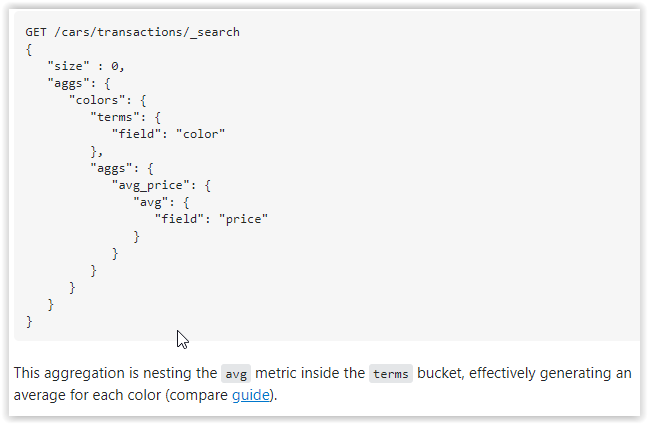 GET /cars/transactions/_search
{
   "size" : 0,
   "aggs": {
      "colors": {
         "terms": {
            "field": "color"
         },
         "aggs": {
            "avg_price": {
               "avg": {
                  "field": "price"
               }
            }
         }
      }
   }
}
This aggregation is nesting the avg metric inside the terms bucket, effectively generating an
average for each color (compare guide).